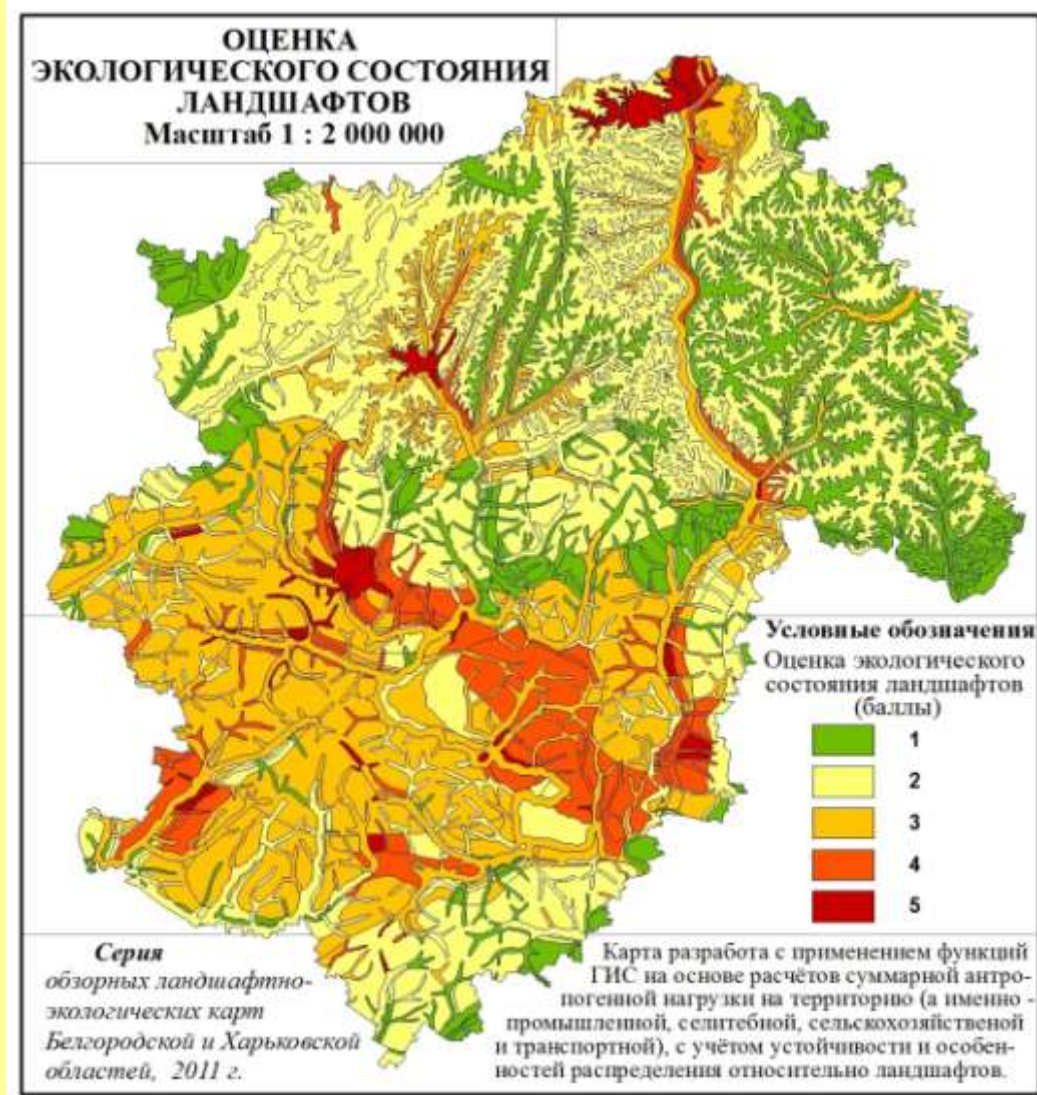 ОЦЕНКА
ЭКОЛОГИЧЕСКОГО СОСТОЯНИЯ
ЛАНДШАФТОВ
Масштаб 1 : 2 000 000
Условные обозначения
Оценка экологического
состояния ландшафтов
(баллы)
1
2
3
4
5
Серия
обзорных ландшафтно-
экологических карт
Белгородской и Харьковской
областей, 2011 г.
Карта разработа с применением функций
ГИС на основе расчётов суммарной антро-
погенной нагрузки на территорию (а именно -
промышленной, селитебной, сельскохозяйственой
и транспортной), с учётом устойчивости и особен-
ностей распределения относительно ландшафтов.